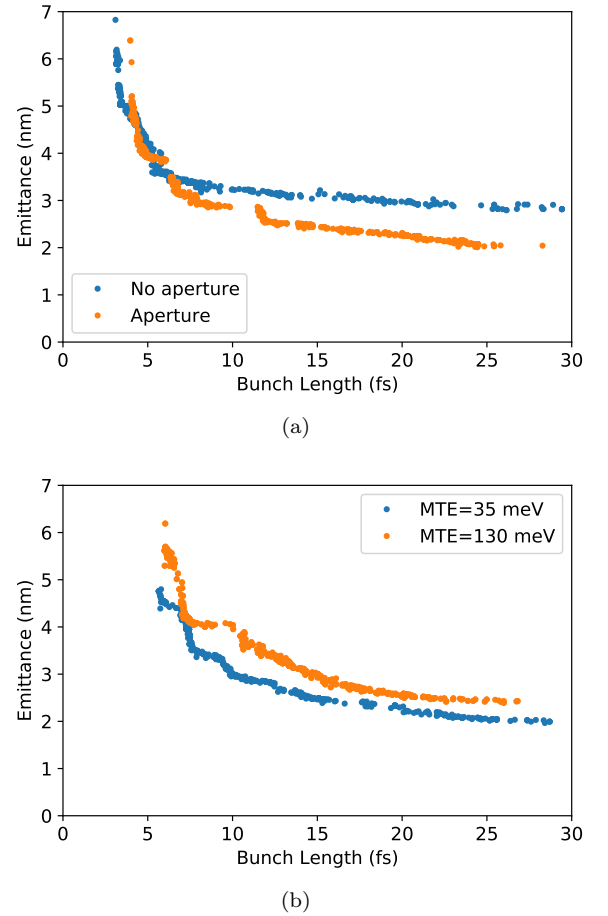 7
6
5
4
3
2
1
0
Emittance (nm)
No aperture
Aperture
0 5 10 15 20 25 30
Bunch Length (fs)
(a)
7
6
5
4
3
2
1
0
Emittance (nm)
MTE=35 meV
MTE=130 meV
0 5 10 15 20 25 30
Bunch Length (fs)
(b)